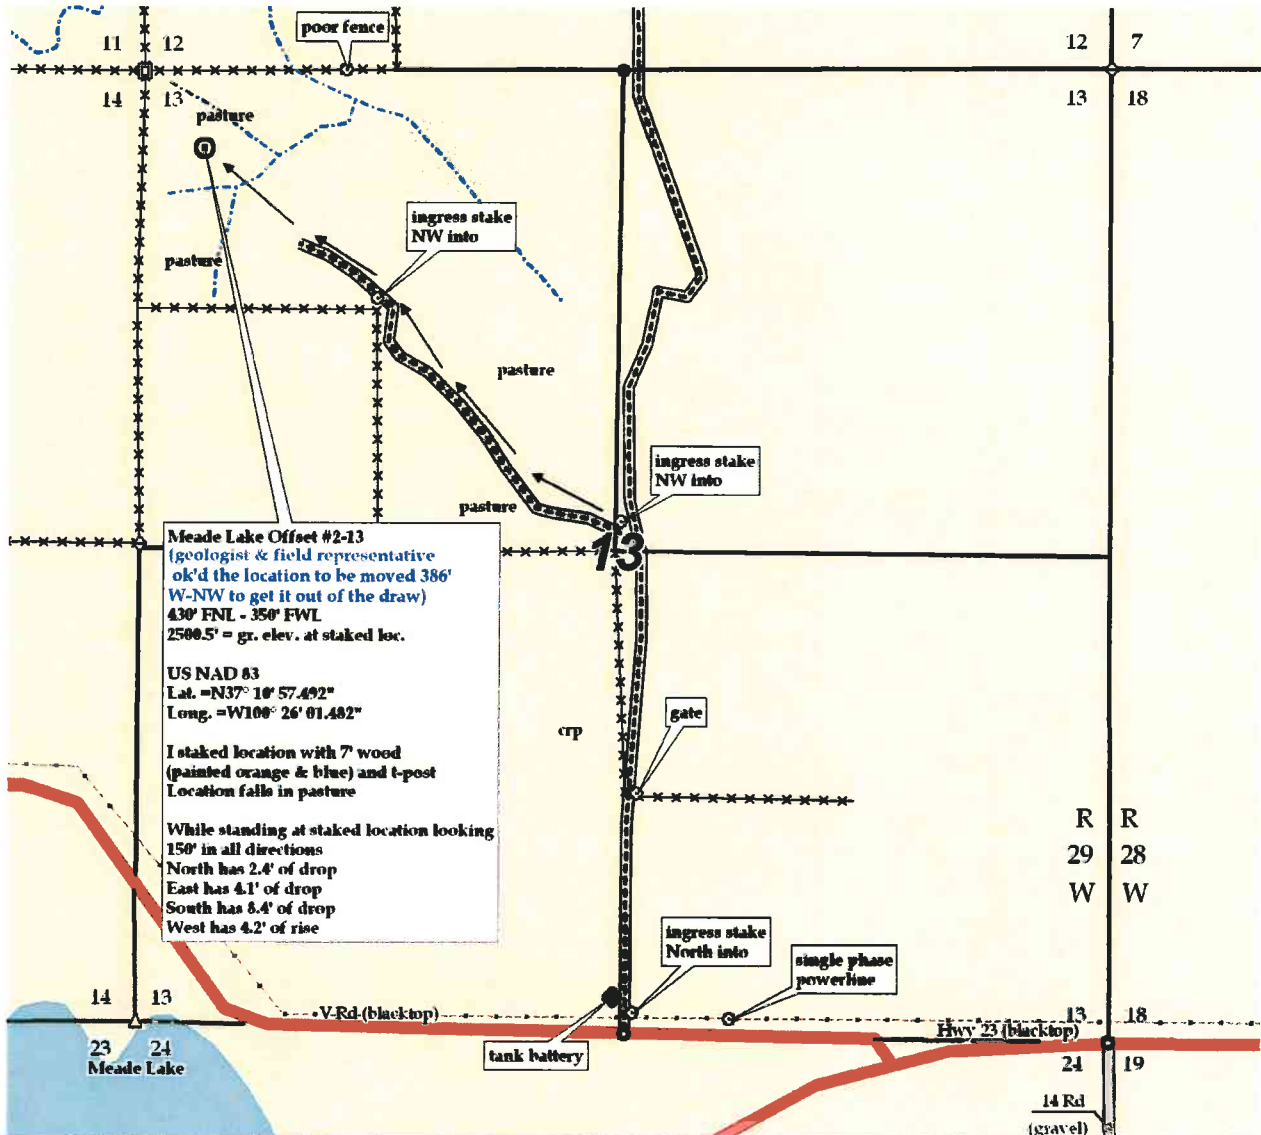 poor fence
11 12
12 7
14 13
13 18
pasture
ingress stake
NW into
pasture
pasture
ingress stake
NW into
pasture
13
Meade Lake Offset #2-13
(geologist & field representative
ok'd the location to be moved 386'
W-NW to get it out of the draw)
430' FNL - 350' FWL
2500.5' = gr. elev. at staked loc.
US NAD 83
Lat. =N37° 10' 57.492"
Long. =W100° 26' 01.482"
I staked location with 7' wood
(painted orange & blue) and t-post
Location falls in pasture
While standing at staked location looking
150' in all directions
North has 2.4' of drop
East has 4.1' of drop
South has 8.4' of drop
West has 4.2' of rise
gate
crp
R R
29 28
W W
ingress stake
North into
single phase
powerline
14 13
V-Rd-(blacktop)
13 18
Hwy 23 (blacktop)
23 24
Meade Lake
tank battery
24 19
14 Rd
(gravel)